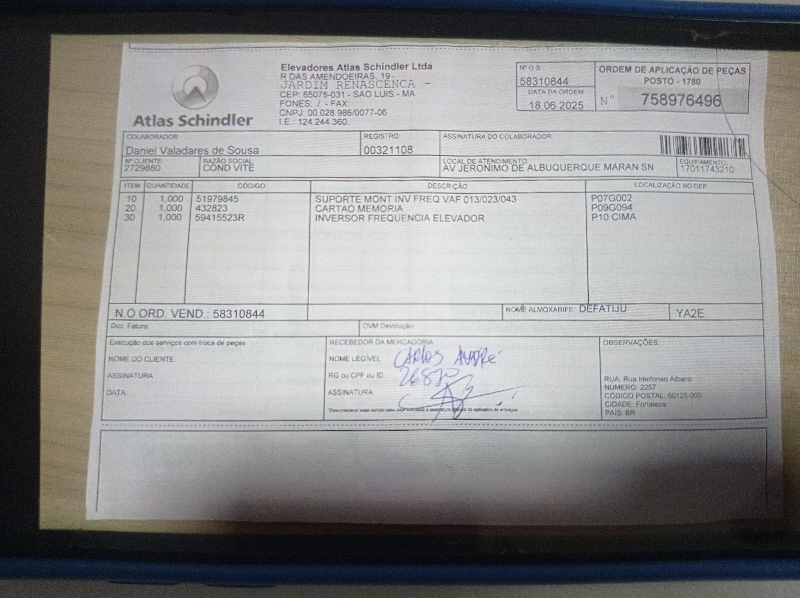 Atlas Schindler
Elevadores Atlas Schindler Ltda
R DAS AMENDOEIRAS, 19 -
JARDIM RENASCENCA -
CEP: 65075-031 - SAO LUIS - MA
FONES: / - FAX:
CNPJ: 00.028.986/0077-06
I.E.: 124.244.360.
Nº O.S.
58310844
DATA DA ORDEM
18.06.2025
ORDEM DE APLICAÇÃO DE PEÇAS
POSTO - 1780
N° 758976496
COLABORADOR
Daniel Valadares de Sousa
REGISTRO:
00321108
ASSINATURA DO COLABORADOR
Nº CLIENTE
2729880
RAZÃO SOCIAL
COND VITE
LOCAL DE ATENDIMENTO
AV JERONIMO DE ALBUQUERQUE MARAN SN
EQUIPAMENTO:
17011743210
ITEM QUANTIDADE CÓDIGO DESCRIÇÃO LOCALIZAÇÃO NO DEP.
10 1,000 51979845 SUPORTE MONT INV FREQ VAF 013/023/043 P07G002
20 1,000 432823 CARTAO MEMORIA P09G094
30 1,000 59415523R INVERSOR FREQUENCIA ELEVADOR P10 CIMA
N.O ORD. VEND.: 58310844
NOME ALMOXARIFE: DEFATIJU
YA2E
Doc. Fatura:
OVM Devolução:
Execução dos serviços com troca de peças
NOME DO CLIENTE:
ASSINATURA:
DATA:
RECEBEDOR DA MERCADORIA
NOME LEGÍVEL: CARLOS ANDRÉ
RG ou CPF ou ID:
ASSINATURA:
OBSERVAÇÕES:
RUA: Rua Ildelfonso Albano
NÚMERO: 2257
CÓDIGO POSTAL: 60125-000
CIDADE: Fortaleza
PAÍS: BR